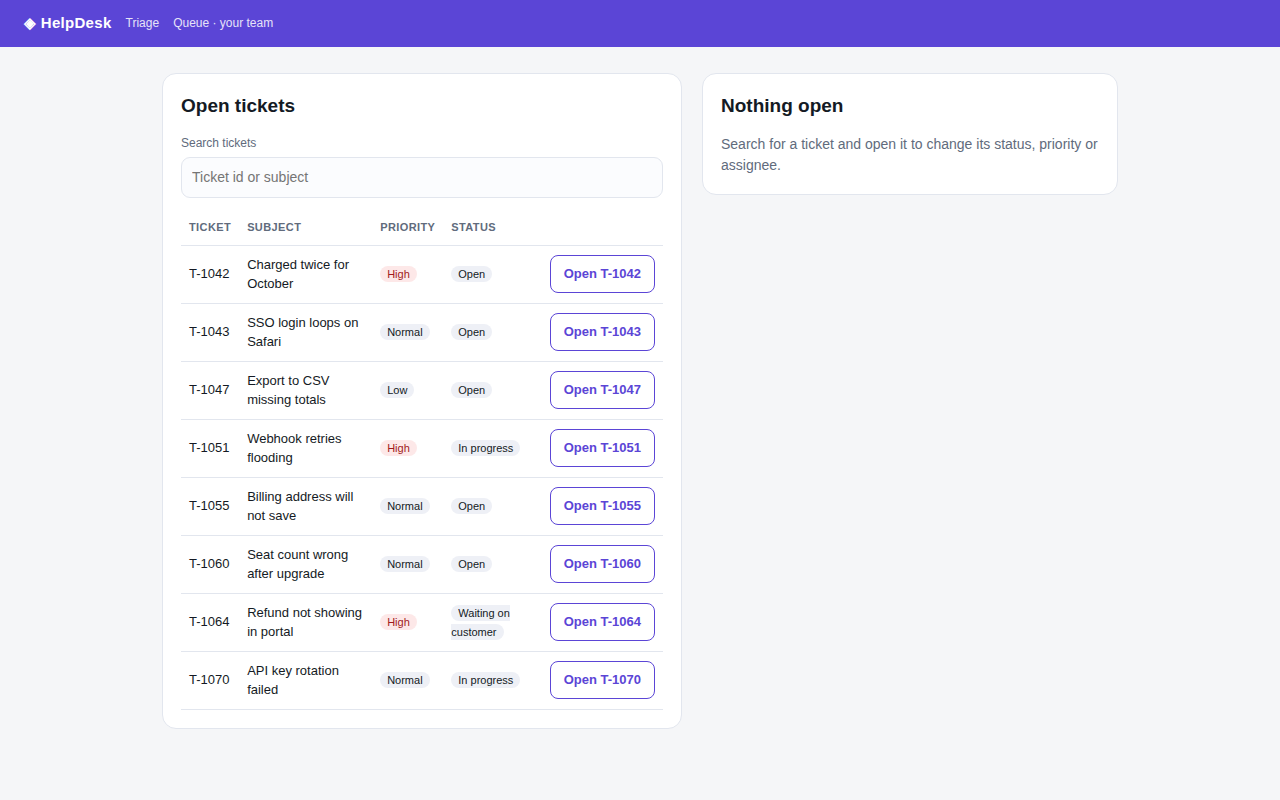 ◈ HelpDesk Triage Queue · your team
Open tickets
Search tickets
Ticket id or subject
TICKET SUBJECT PRIORITY STATUS
T-1042 Charged twice for October High Open Open T-1042
T-1043 SSO login loops on Safari Normal Open Open T-1043
T-1047 Export to CSV missing totals Low Open Open T-1047
T-1051 Webhook retries flooding High In progress Open T-1051
T-1055 Billing address will not save Normal Open Open T-1055
T-1060 Seat count wrong after upgrade Normal Open Open T-1060
T-1064 Refund not showing in portal High Waiting on customer Open T-1064
T-1070 API key rotation failed Normal In progress Open T-1070
Nothing open
Search for a ticket and open it to change its status, priority or
assignee.